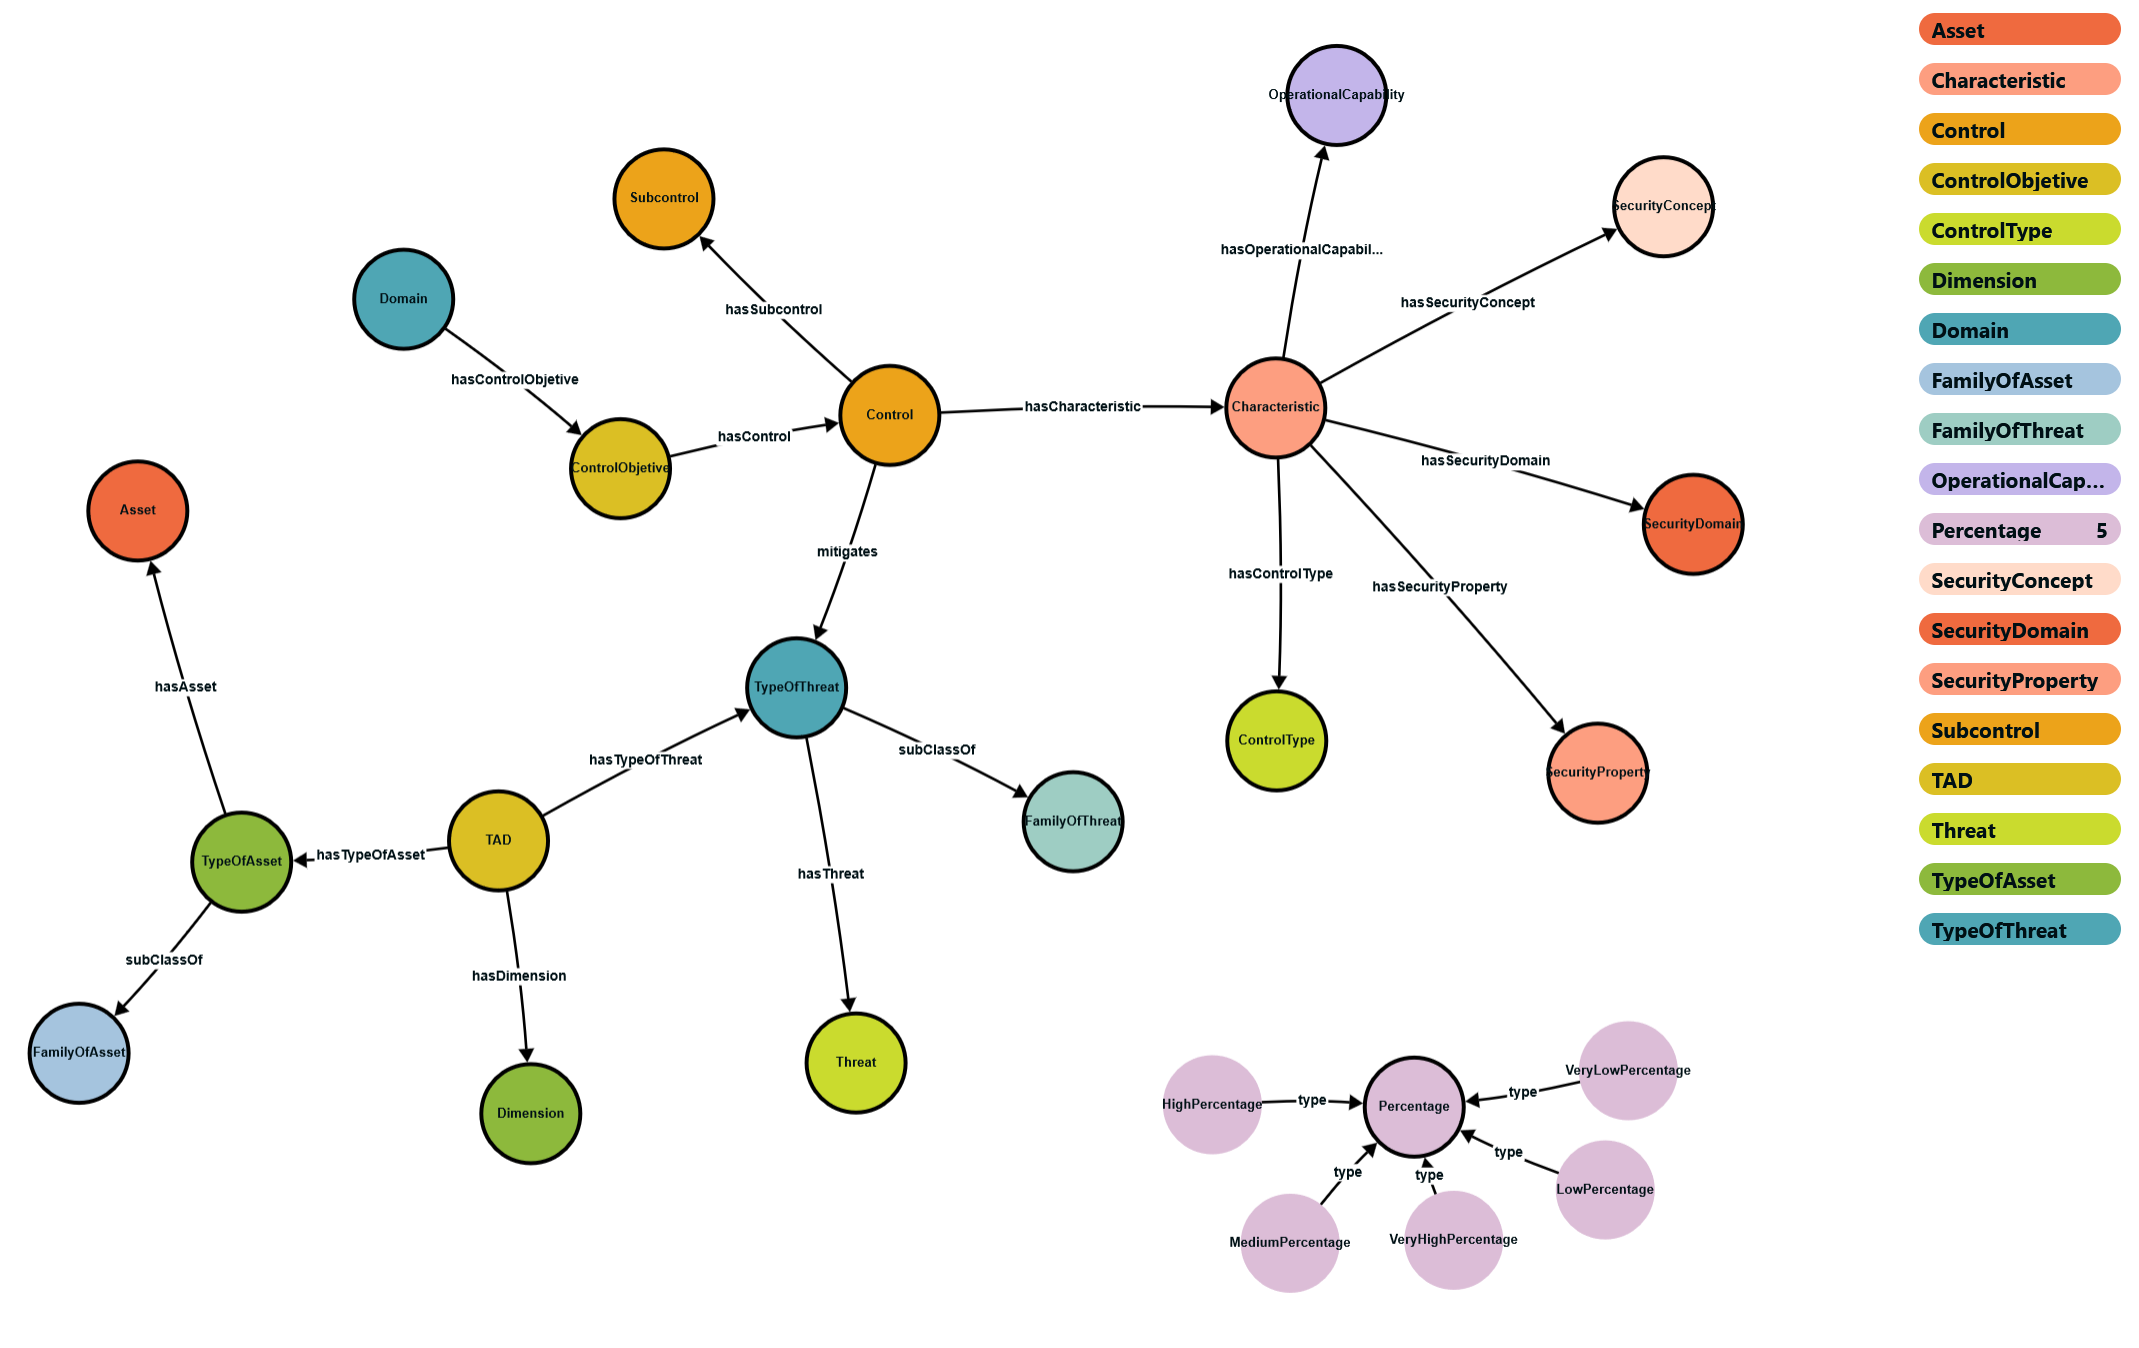 OperationalCapability
Subcontrol
SecurityConcept
hasOperationalCapabil...
Domain
hasSecurityConcept
hasSubcontrol
hasControlObjetive
Control
hasCharacteristic
Characteristic
hasControl
ControlObjetive
hasSecurityDomain
Asset
SecurityDomain
mitigates
hasControlType
hasSecurityProperty
hasAsset
TypeOfThreat
ControlType
subClassOf
hasTypeOfThreat
SecurityProperty
FamilyOfThreat
TAD
hasTypeOfAsset
TypeOfAsset
hasThreat
subClassOf
hasDimension
FamilyOfAsset
Threat
Dimension
VeryLowPercentage
type
HighPercentage
type
Percentage
type
type
type
LowPercentage
MediumPercentage
VeryHighPercentage
Asset
Characteristic
Control
ControlObjetive
ControlType
Dimension
Domain
FamilyOfAsset
FamilyOfThreat
OperationalCap...
Percentage 5
SecurityConcept
SecurityDomain
SecurityProperty
Subcontrol
TAD
Threat
TypeOfAsset
TypeOfThreat